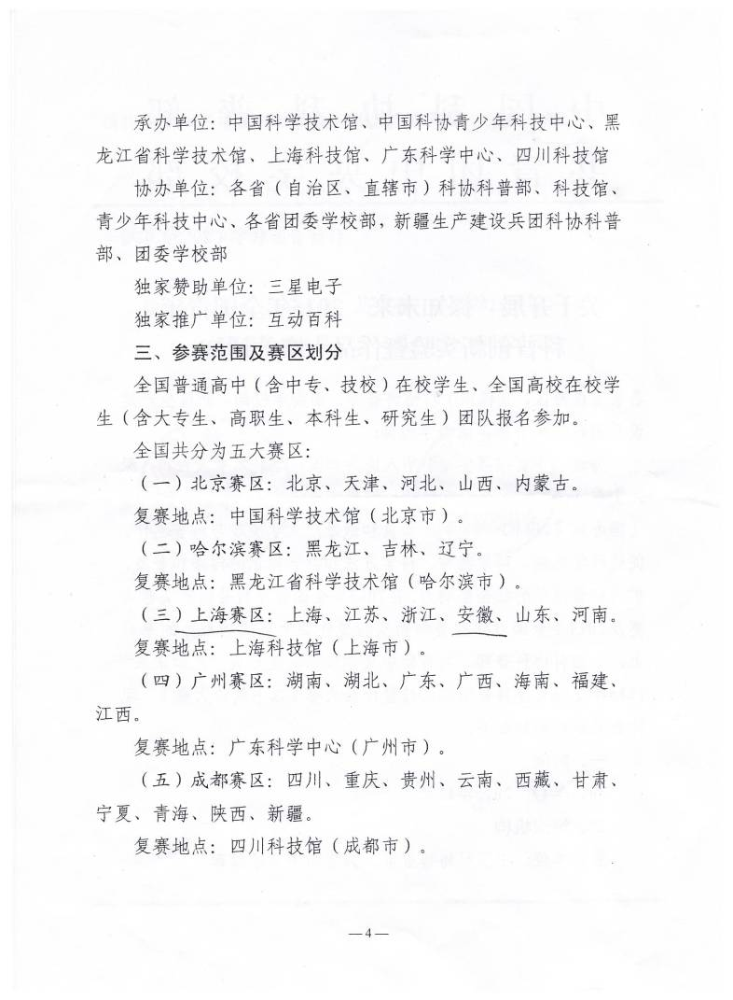 承办单位：中国科学技术馆、中国科协青少年科技中心、黑
龙江省科学技术馆、上海科技馆、广东科学中心、四川科技馆
协办单位：各省（自治区、直辖市）科协科普部、科技馆、
青少年科技中心、各省团委学校部，新疆生产建设兵团科协科普
部、团委学校部
独家赞助单位：三星电子
独家推广单位：互动百科
三、参赛范围及赛区划分
全国普通高中（含中专、技校）在校学生、全国高校在校学
生（含大专生、高职生、本科生、研究生）团队报名参加。
全国共分为五大赛区：
（一）北京赛区：北京、天津、河北、山西、内蒙古。
复赛地点：中国科学技术馆（北京市）。
（二）哈尔滨赛区：黑龙江、吉林、辽宁。
复赛地点：黑龙江省科学技术馆（哈尔滨市）。
（三）上海赛区：上海、江苏、浙江、安徽、山东、河南。
复赛地点：上海科技馆（上海市）。
（四）广州赛区：湖南、湖北、广东、广西、海南、福建、
江西。
复赛地点：广东科学中心（广州市）。
（五）成都赛区：四川、重庆、贵州、云南、西藏、甘肃、
宁夏、青海、陕西、新疆。
复赛地点：四川科技馆（成都市）。
—4—